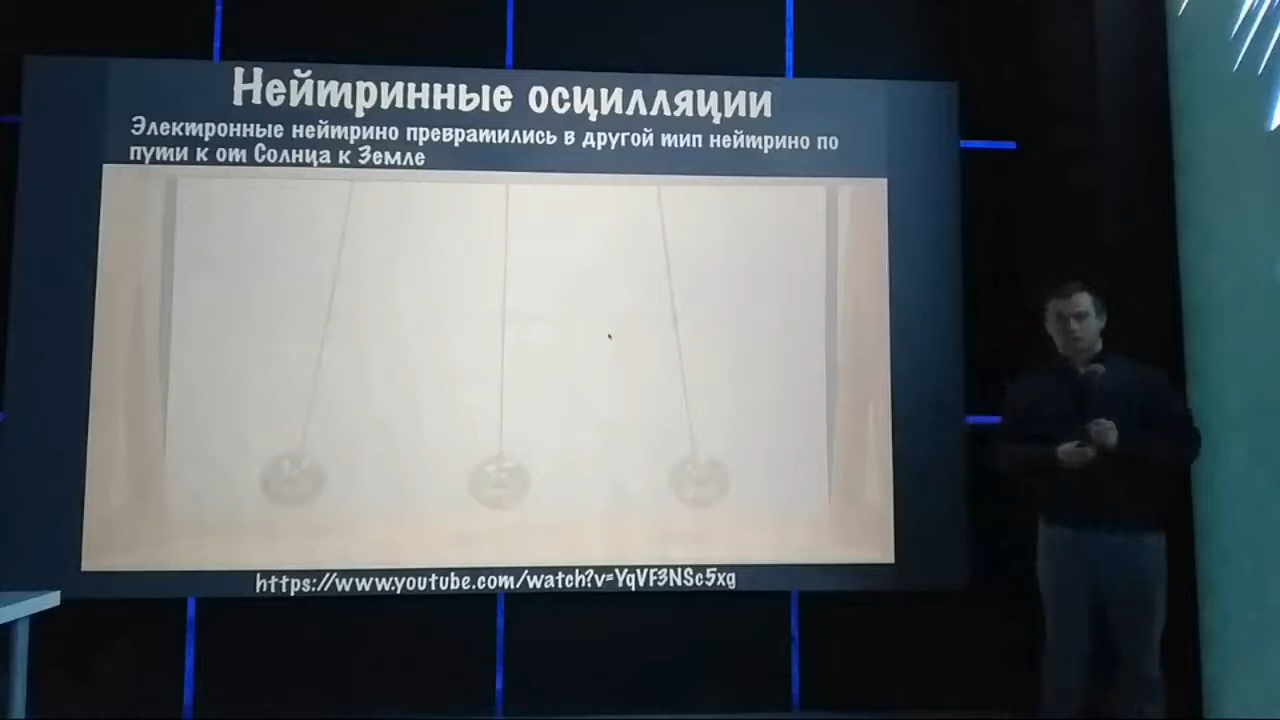 Нейтринные осцилляции
Электронные нейтрино превратились в другой тип нейтрино по
пути к от Солнца к Земле
https://www.youtube.com/watch?v=YqVF3NSc5xg